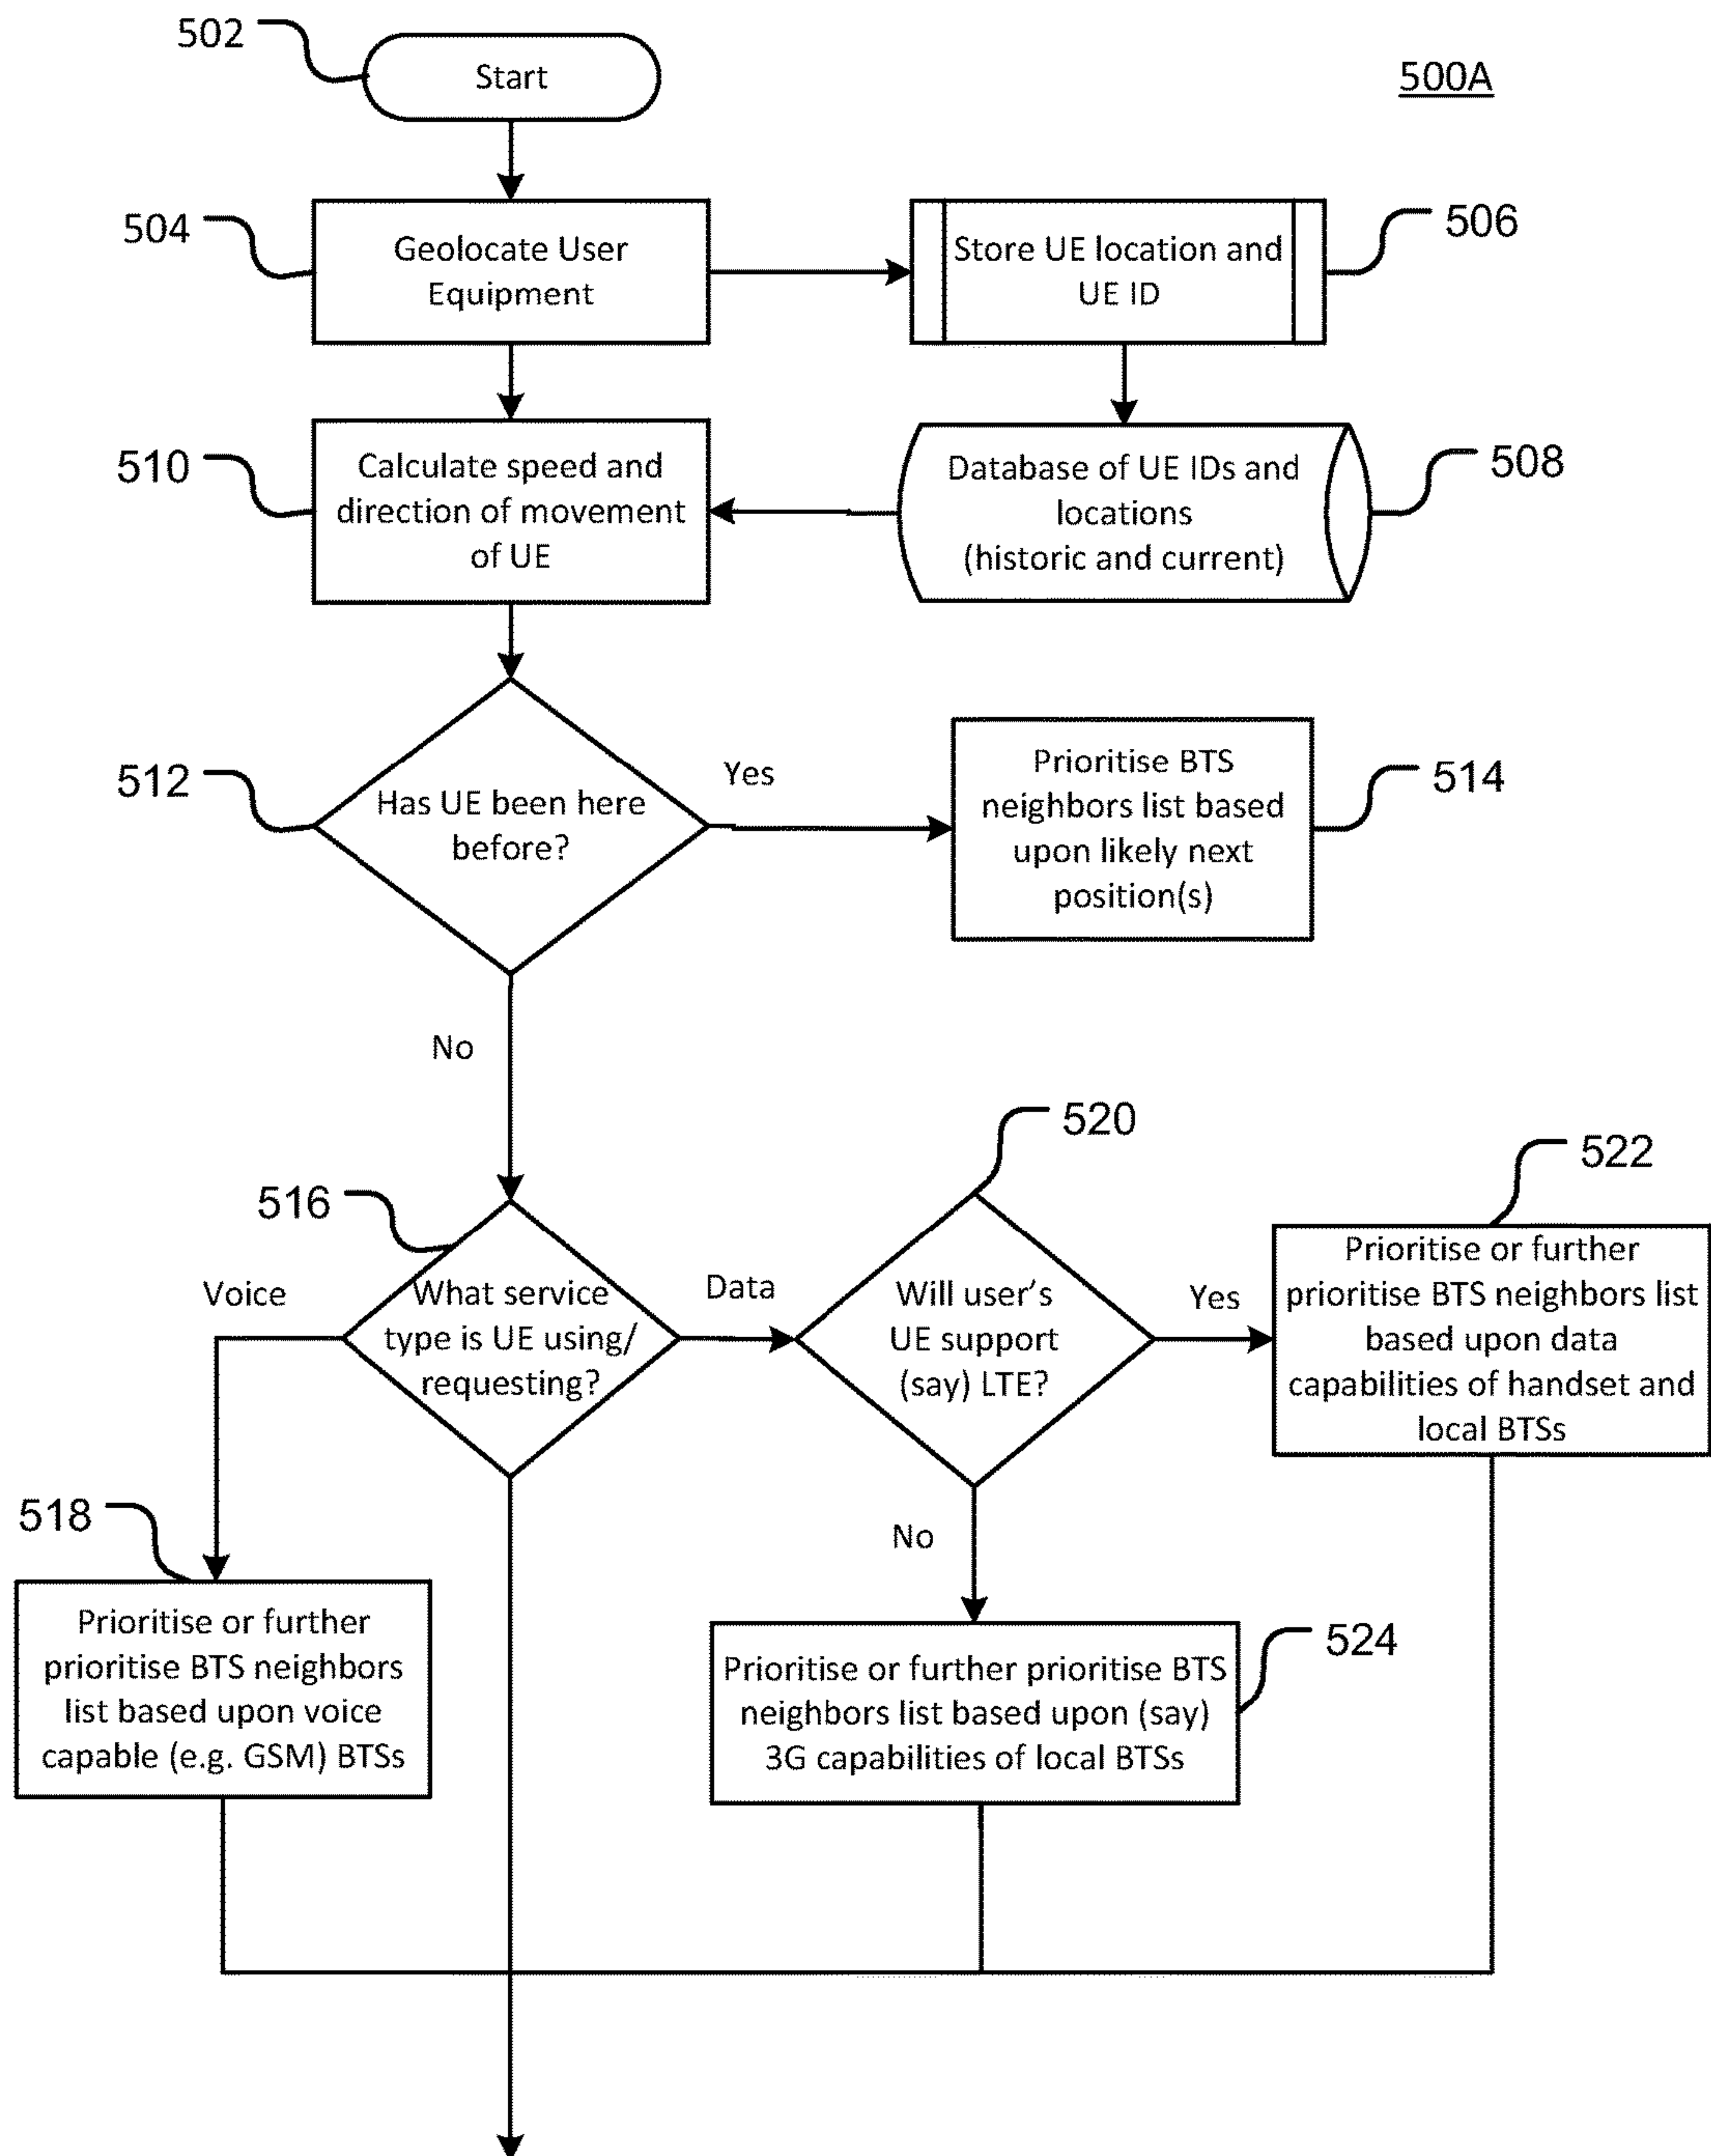 502
Start
500A
504
Geolocate User
Equipment
Store UE location and
UE ID
506
510
Calculate speed and
direction of movement
of UE
Database of UE IDs and
locations
(historic and current)
508
512
Has UE been here
before?
Yes
Prioritise BTS
neighbors list based
upon likely next
position(s)
514
No
516
Voice
What service
type is UE using/
requesting?
Data
520
Will user's
UE support
(say) LTE?
Yes
522
Prioritise or further
prioritise BTS neighbors list
based upon data
capabilities of handset and
local BTSs
518
Prioritise or further
prioritise BTS neighbors
list based upon voice
capable (e.g. GSM) BTSs
No
524
Prioritise or further prioritise BTS
neighbors list based upon (say)
3G capabilities of local BTSs